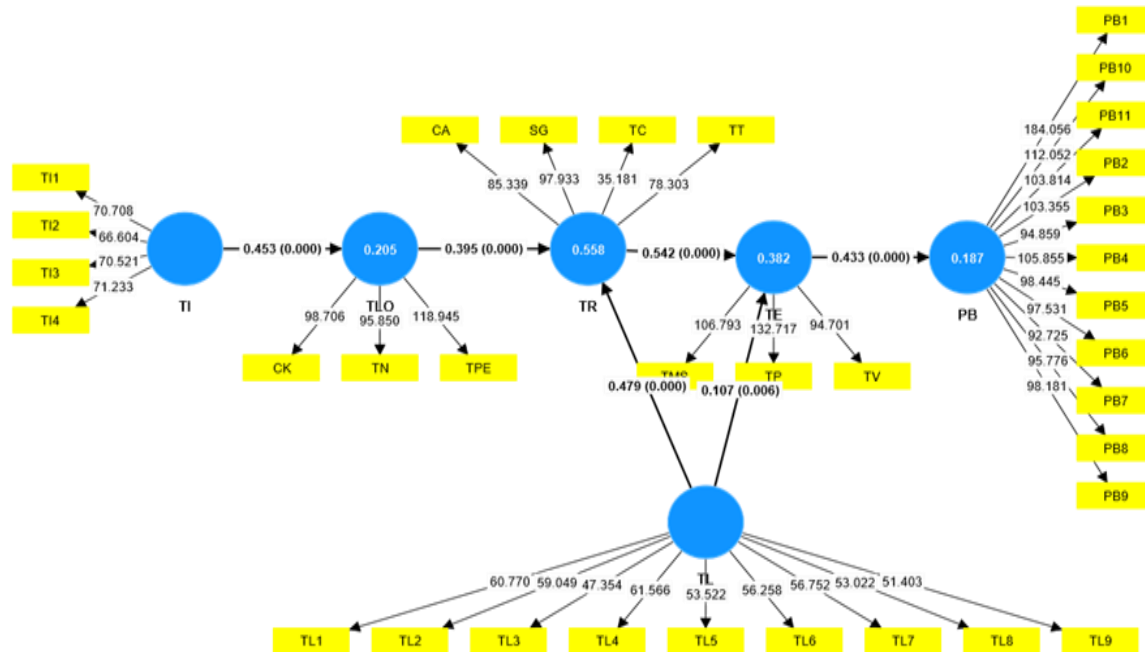 PB1
PB10
PB11
PB2
PB3
PB4
PB5
PB6
PB7
PB8
PB9
184.056
112.052
103.814
103.355
94.859
105.855
98.445
97.531
92.725
95.776
98.181
CA
SG
TC
TT
85.339
97.933
35.181
78.303
TI1
TI2
TI3
TI4
70.708
66.604
70.521
71.233
TI
0.453 (0.000)
0.205
TLO
0.395 (0.000)
0.558
TR
0.542 (0.000)
0.382
TE
0.433 (0.000)
0.187
PB
98.706
95.850
118.945
CK
TN
TPE
106.793
132.717
94.701
TMS
TP
TV
0.479 (0.000)
0.107 (0.006)
TL
60.770
59.049
47.354
61.566
53.522
56.258
56.752
53.022
51.403
TL1
TL2
TL3
TL4
TL5
TL6
TL7
TL8
TL9